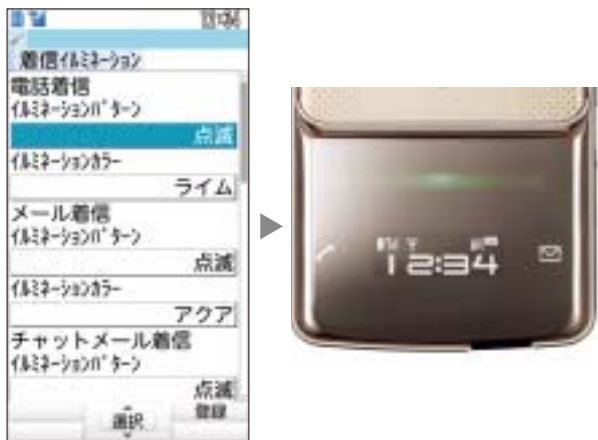 着信ｲﾙﾐﾈｰｼｮﾝ
電話着信
ｲﾙﾐﾈｰｼｮﾝﾊﾟﾀｰﾝ
点滅
ｲﾙﾐﾈｰｼｮﾝｶﾗｰ
ライム
メール着信
ｲﾙﾐﾈｰｼｮﾝﾊﾟﾀｰﾝ
点滅
ｲﾙﾐﾈｰｼｮﾝｶﾗｰ
アクア
チャットメール着信
ｲﾙﾐﾈｰｼｮﾝﾊﾟﾀｰﾝ
点滅
選択
登録
12:34